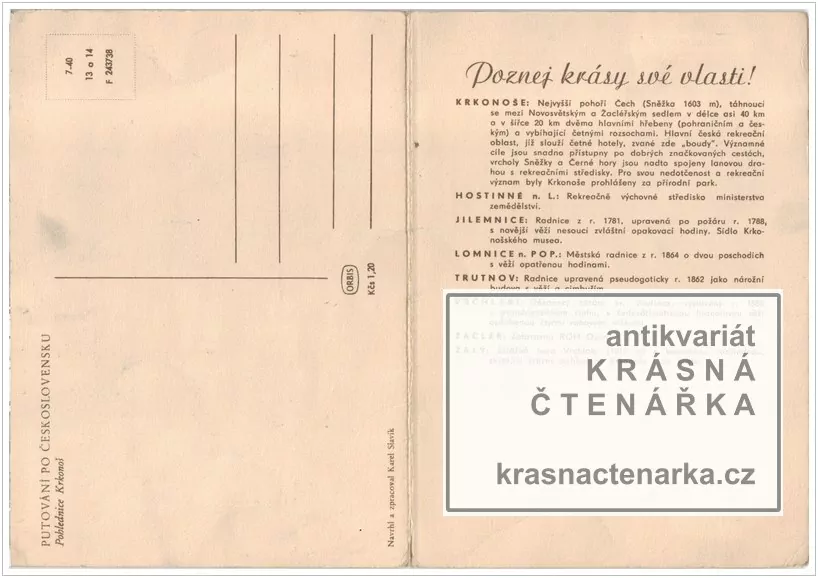 7-40
13 a 14
F 243738
ORBIS
Kčs 1,20
PUTOVÁNÍ PO ČESKOSLOVENSKU
Pohlednice Krkonoš
Navrhl a zpracoval Karel Slavík
Poznej krásy své vlasti!
KRKONOŠE: Nejvyšší pohoří Čech (Sněžka 1603 m), táhnoucí
se mezi Novosvětským a Žacléřským sedlem v délce asi 40 km
a v šířce 20 km dvěma hlavními hřebeny (pohraničním a čes-
kým) a vybíhající četnými rozsochami. Hlavní česká rekreační
oblast, jíž slouží četné hotely, zvané zde „boudy". Významné
cíle jsou snadno přístupny po dobrých značkovaných cestách,
vrcholy Sněžky a Černé hory jsou nadto spojeny lanovou dra-
hou s rekreačními středisky. Pro svou nedotčenost a rekreační
význam byly Krkonoše prohlášeny za přírodní park.
HOSTINNÉ n. L.: Rekreačně výchovné středisko ministerstva
zemědělství.
JILEMNICE: Radnice z r. 1781, upravená po požáru r. 1788,
s novější věží nesoucí zvláštní opakovací hodiny. Sídlo Krko-
nošského musea.
LOMNICE n. POP.: Městská radnice z r. 1864 o dvou poschodích
s věží opatřenou hodinami.
TRUTNOV: Radnice upravená pseudogoticky r. 1862 jako nárožní
budova s věží a cimbuřím.
antikvariát
KRÁSNÁ
ČTENÁŘKA
krasnactenarka.cz